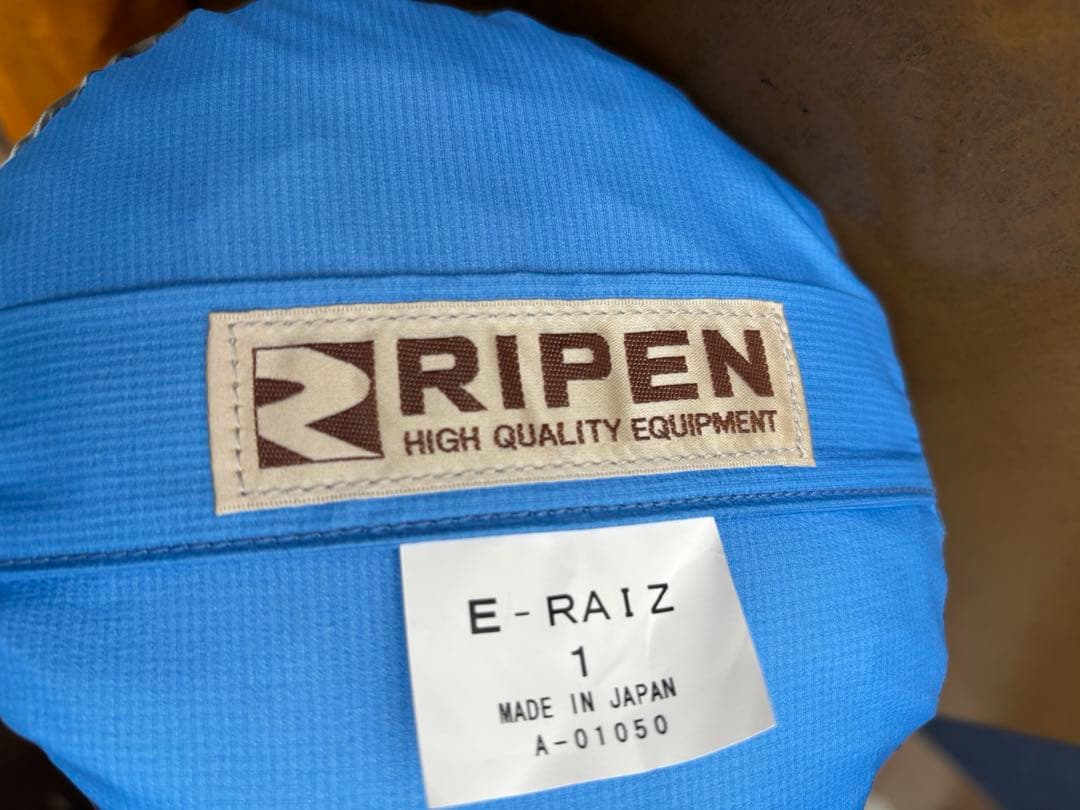 RIPEN
HIGH QUALITY EQUIPMENT
E-RAIZ
1
MADE IN JAPAN
A-01050